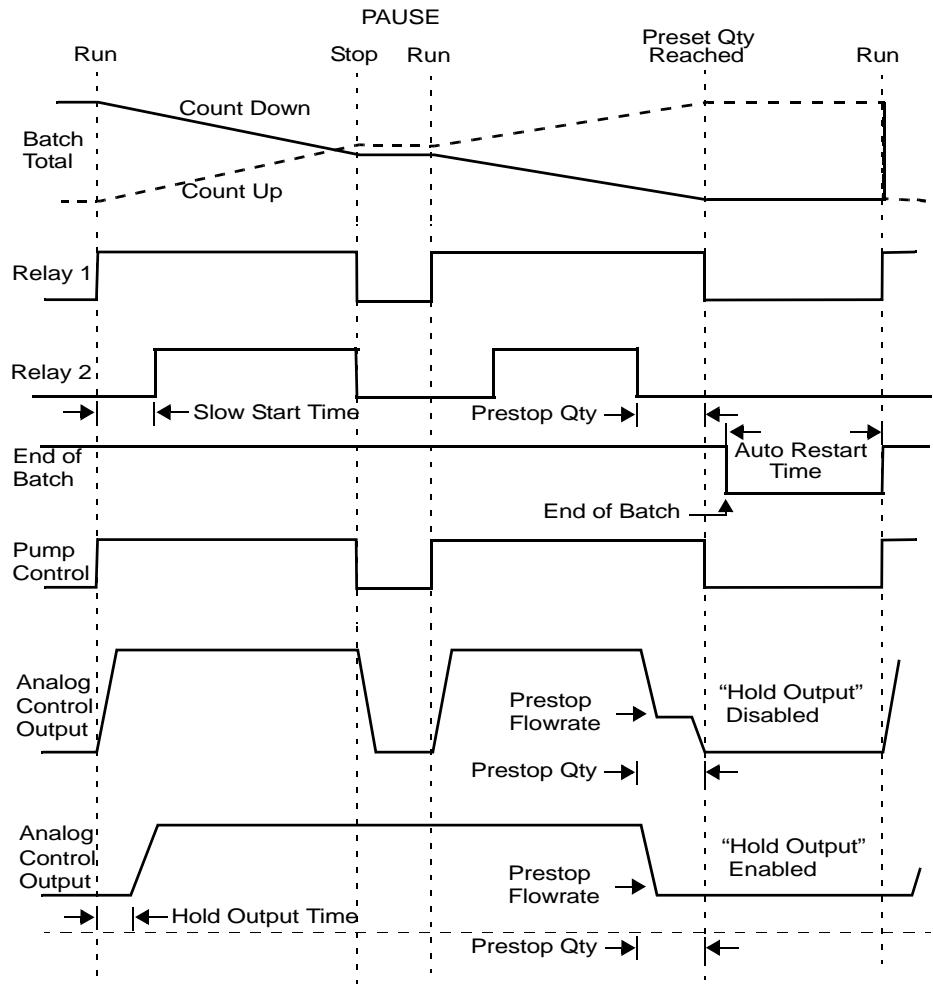 PAUSE
Run
Stop
Run
Preset Qty
Reached
Run
Count Down
Batch
Total
Count Up
Relay 1
Relay 2
Slow Start Time
Prestop Qty
End of
Batch
Auto Restart
Time
End of Batch
Pump
Control
Analog
Control
Output
Prestop
Flowrate
“Hold Output”
Disabled
Prestop Qty
Analog
Control
Output
Prestop
Flowrate
“Hold Output”
Enabled
Hold Output Time
Prestop Qty